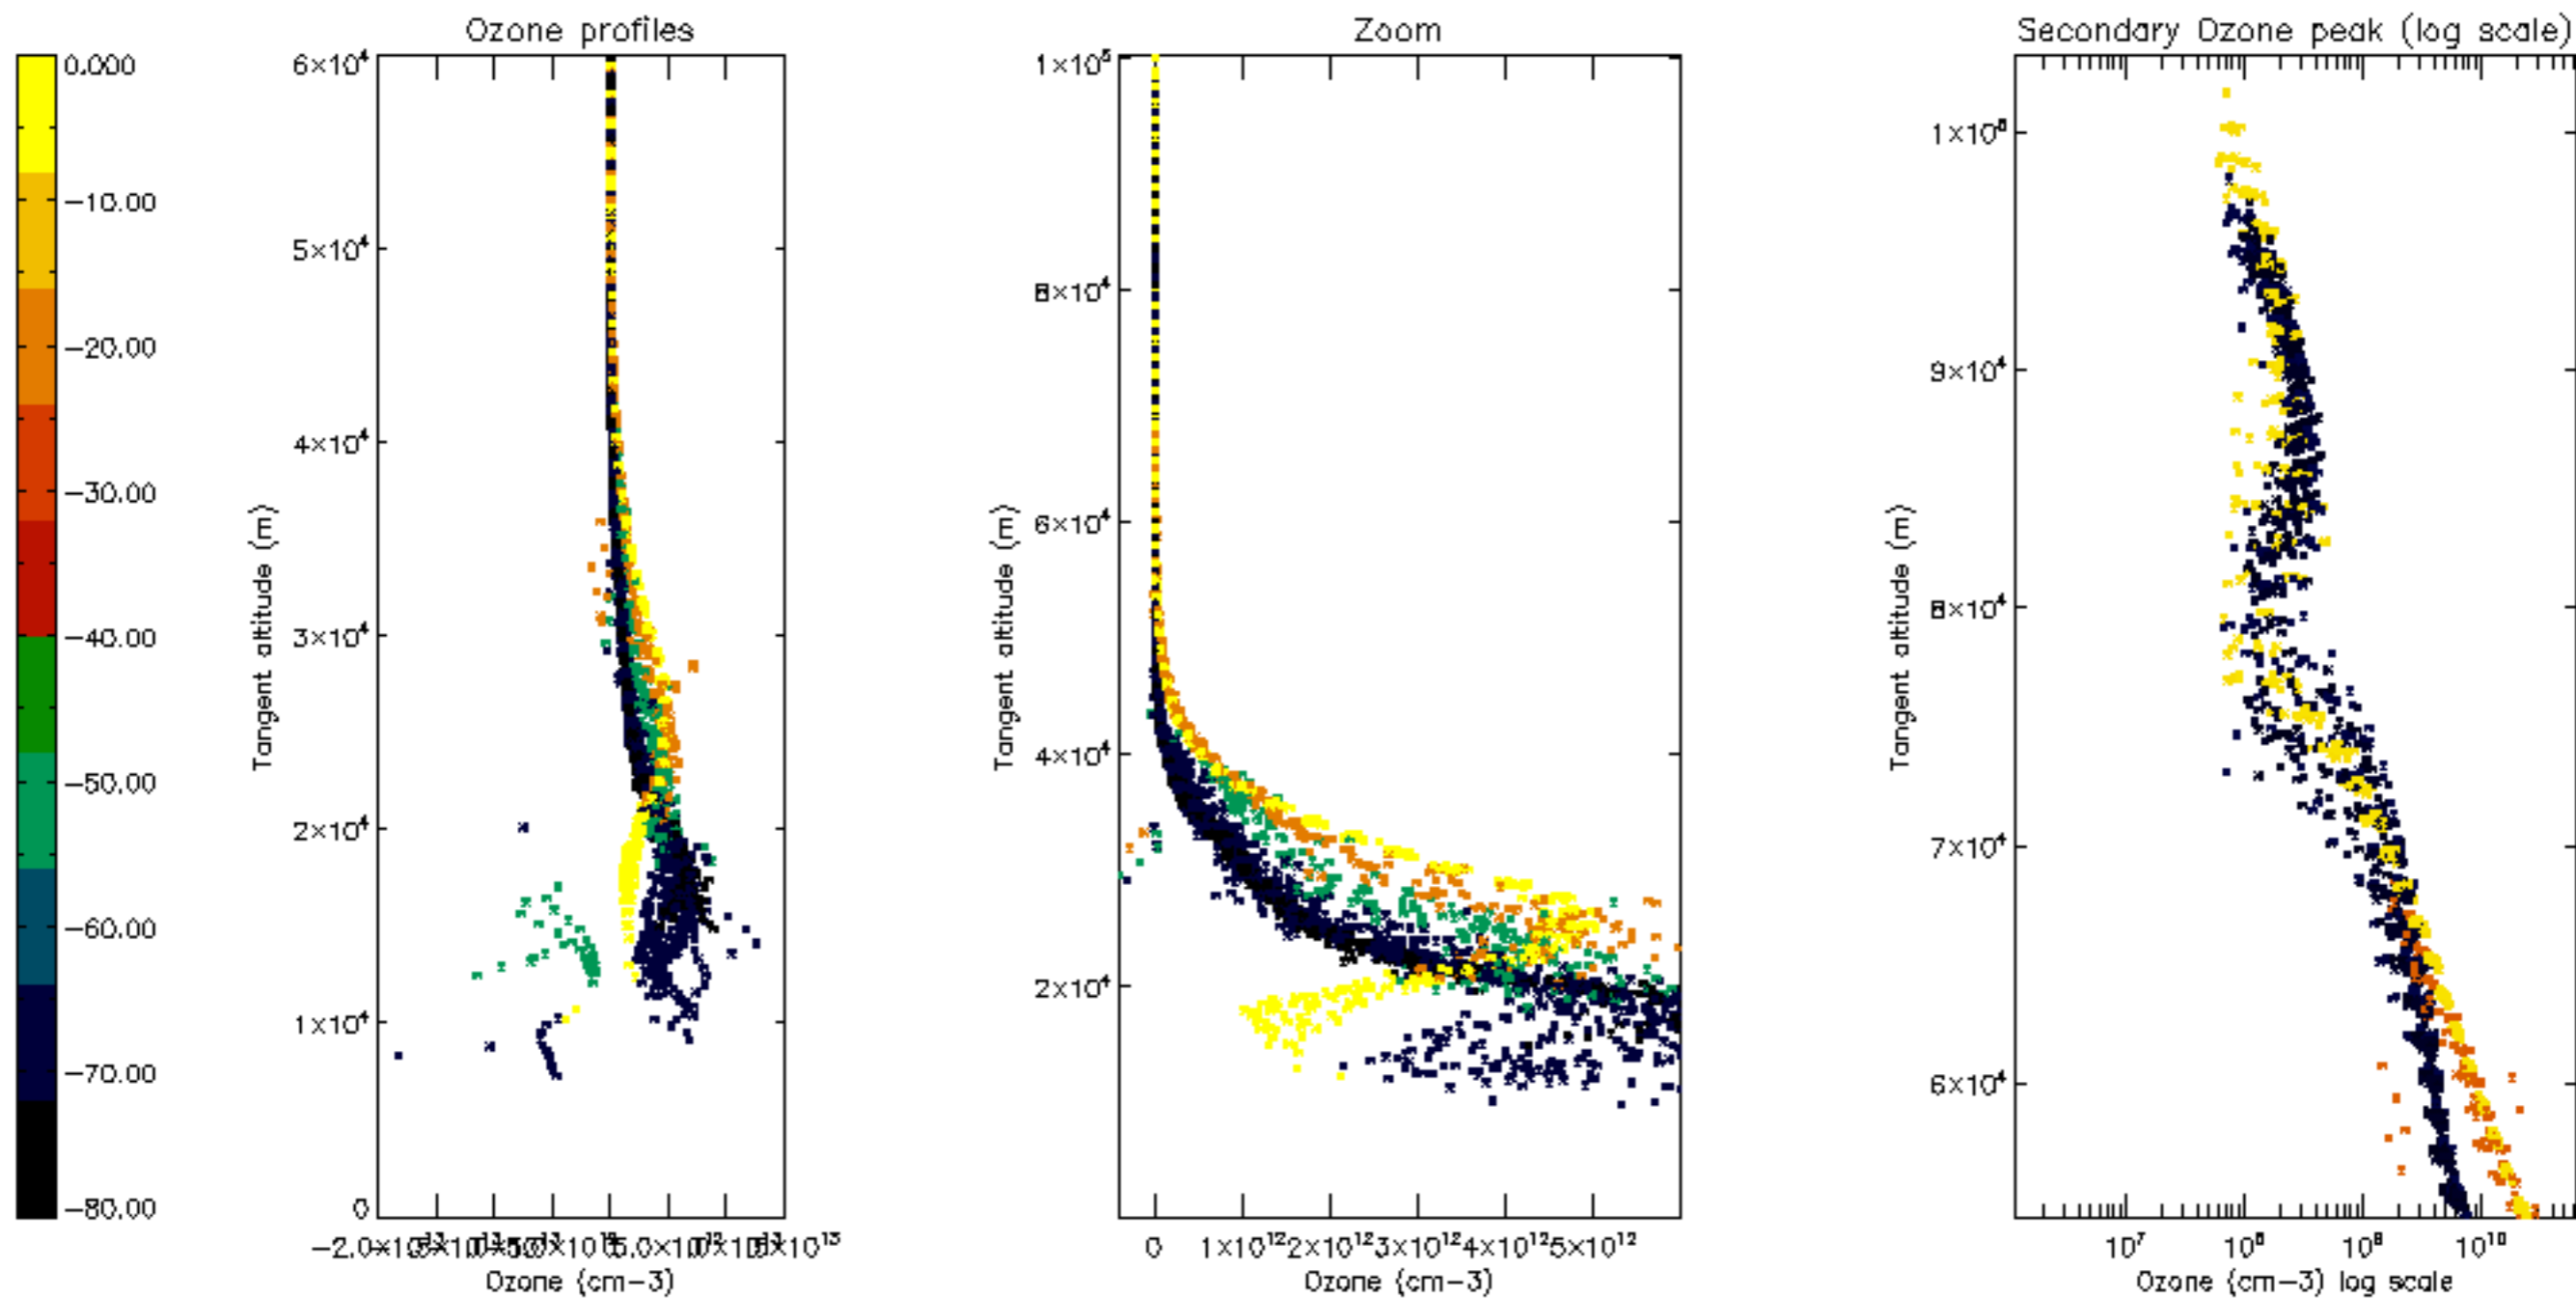 Ozone profiles
Zoom
Secondary Ozone peak (log scale)
0.000
-10.00
-20.00
-30.00
-40.00
-50.00
-60.00
-70.00
-80.00
6×10⁴
5×10⁴
4×10⁴
3×10⁴
2×10⁴
1×10⁴
0
Tangent altitude (m)
Ozone (cm-3)
1×10⁵
8×10⁴
6×10⁴
4×10⁴
2×10⁴
Tangent altitude (m)
0 1×10¹² 2×10¹² 3×10¹² 4×10¹² 5×10¹²
Ozone (cm-3)
9×10⁴
8×10⁴
7×10⁴
6×10⁴
Tangent altitude (m)
10⁷ 10⁸ 10⁹ 10¹⁰
Ozone (cm-3) log scale